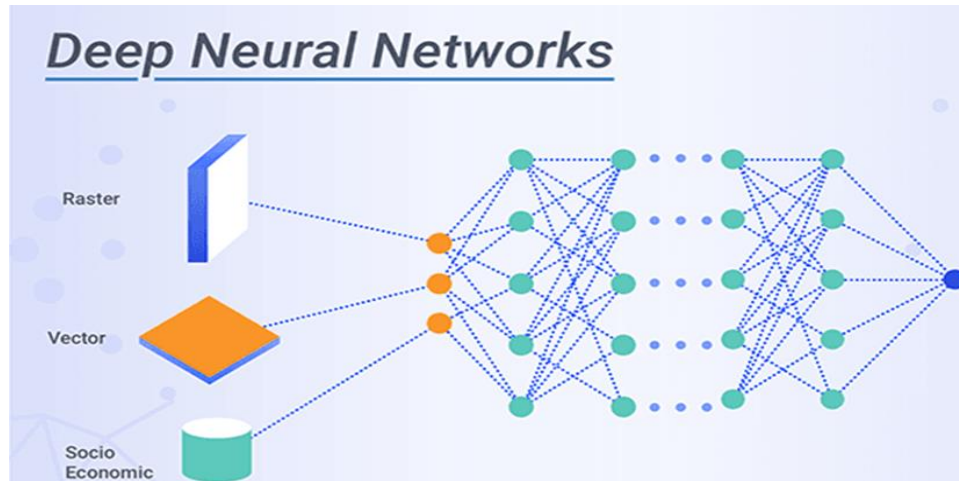 Deep Neural Networks
Raster
Vector
Socio
Economic